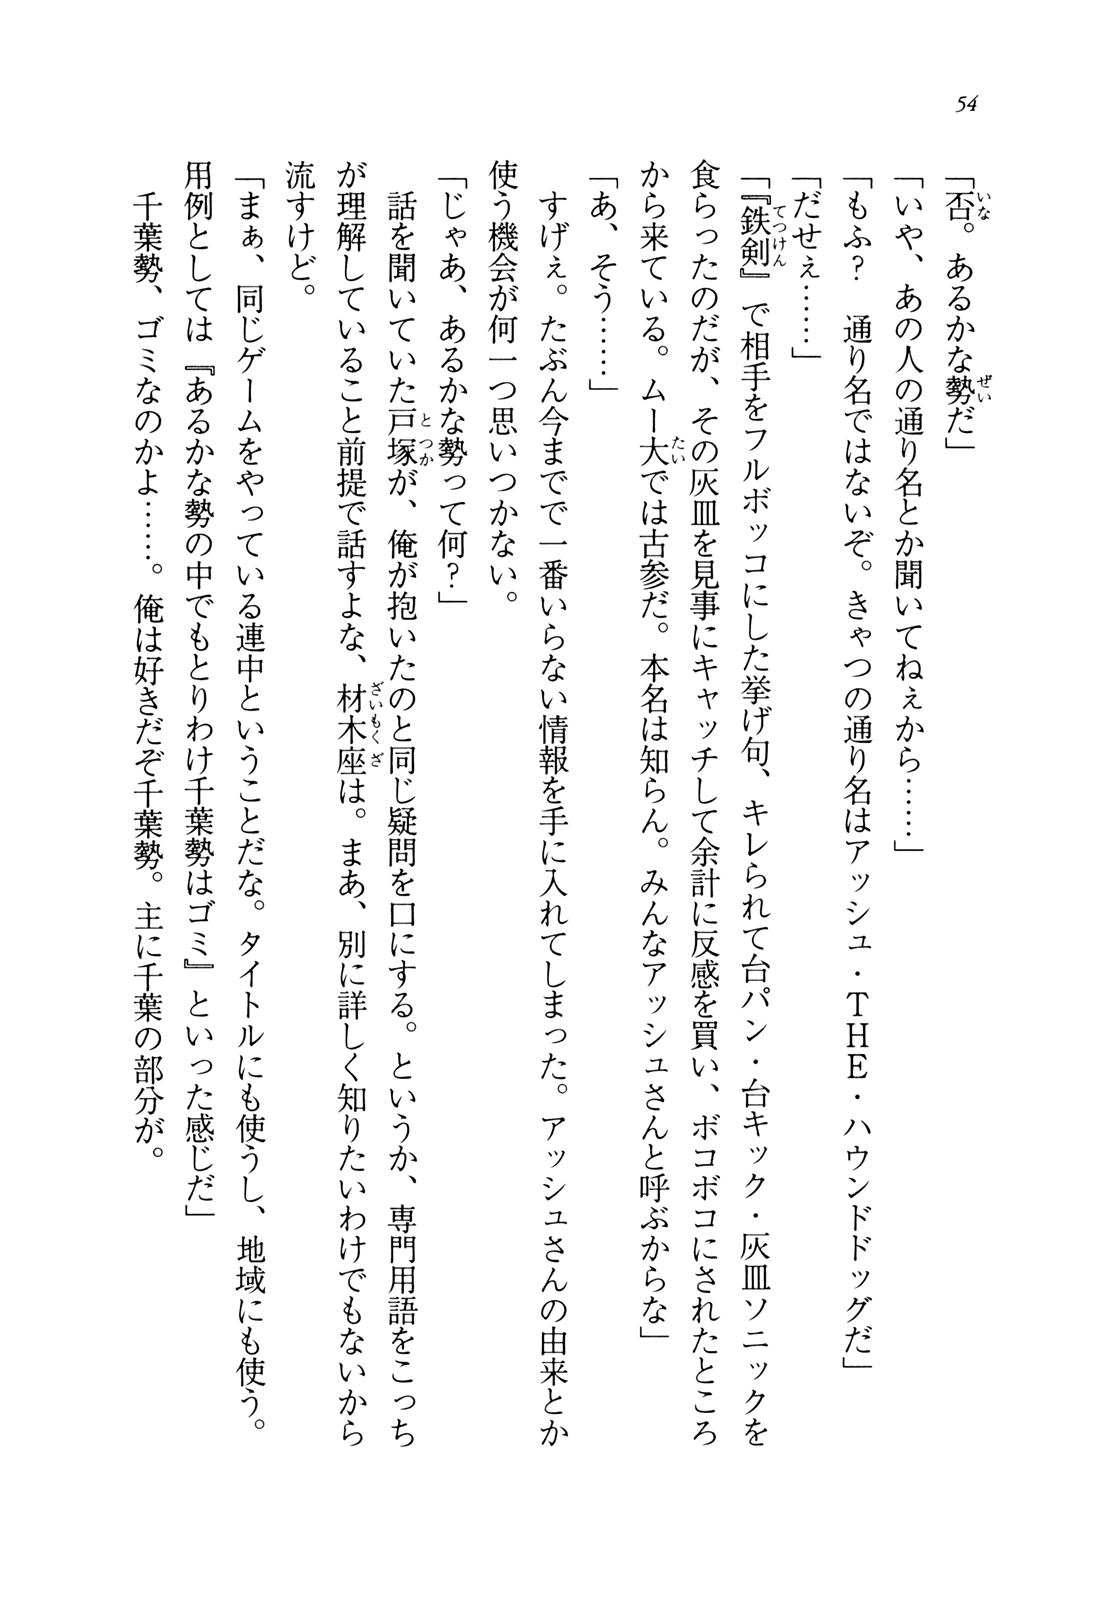 54
「否。あるかな勢だ」
「いや、あの人の通り名とか聞いてねぇから……」
「もふ？　通り名ではないぞ。きゃつの通り名はアッシュ・ＴＨＥ・ハウンドドッグだ」
「だせぇ……」
「『鉄剣』で相手をフルボッコにした挙げ句、キレられて台パン・台キック・灰皿ソニックを
食らったのだが、その灰皿を見事にキャッチして余計に反感を買い、ボコボコにされたところ
から来ている。ムー大では古参だ。本名は知らん。みんなアッシュさんと呼ぶからな」
「あ、そう……」
　すげぇ。たぶん今までで一番いらない情報を手に入れてしまった。アッシュさんの由来とか
使う機会が何一つ思いつかない。
「じゃあ、あるかな勢って何？」
　話を聞いていた戸塚が、俺が抱いたのと同じ疑問を口にする。というか、専門用語をこっち
が理解していること前提で話すよな、材木座は。まあ、別に詳しく知りたいわけでもないから
流すけど。
「まぁ、同じゲームをやっている連中ということだな。タイトルにも使うし、地域にも使う。
用例としては『あるかな勢の中でもとりわけ千葉勢はゴミ』といった感じだ」
　千葉勢、ゴミなのかよ……。俺は好きだぞ千葉勢。主に千葉の部分が。